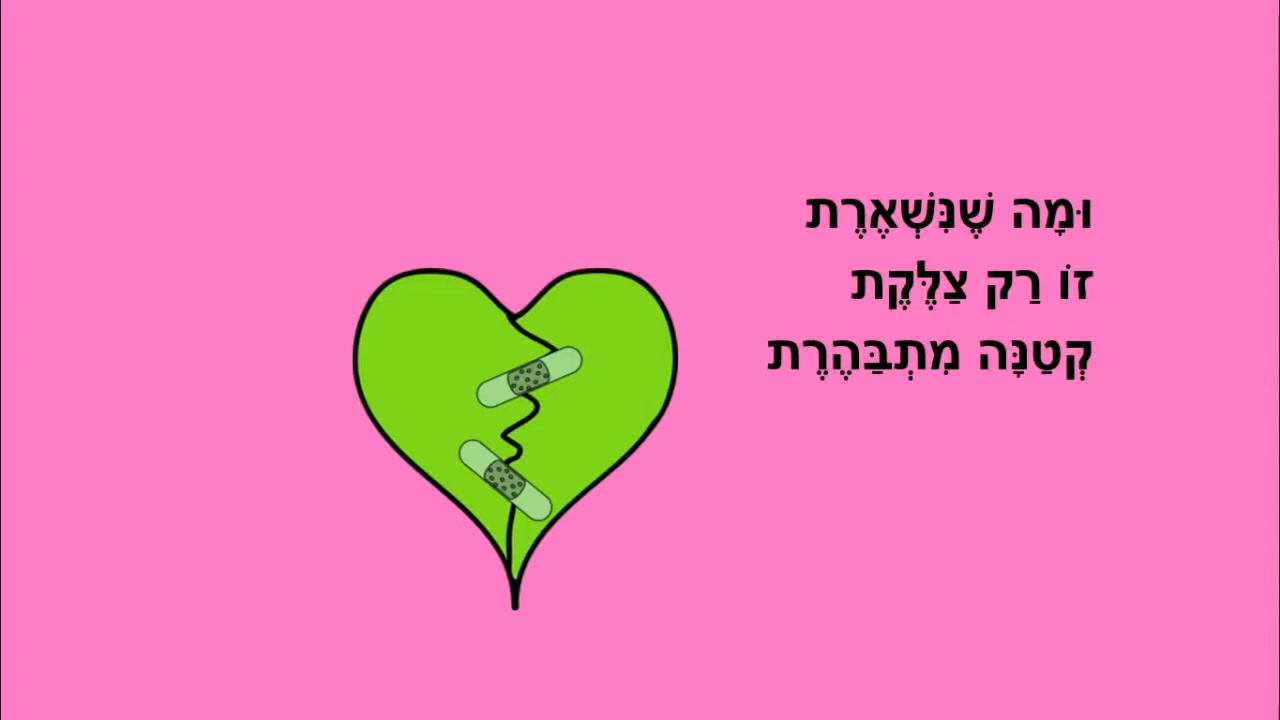 וּמָה שֶׁנִּשְׁאֶרֶת
זוֹ רַק צַלֶּקֶת
קְטַנָּה מִתְבַּהֶרֶת